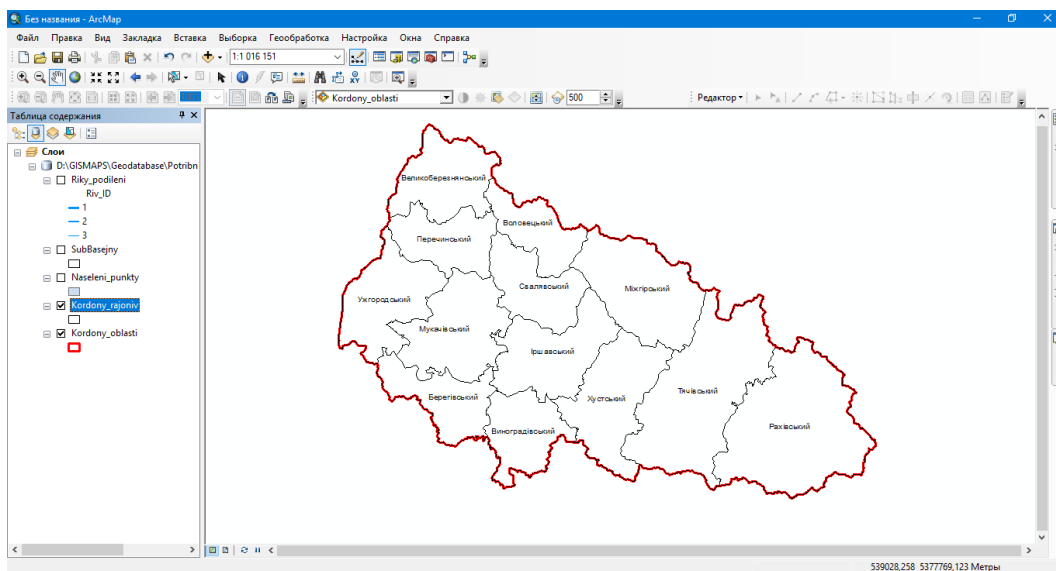 Без названия - ArcMap
Файл Правка Вид Закладка Вставка Выборка Геообработка Настройка Окна Справка
1:1 016 151
Kordony_oblasti 500 Редактор
Таблица содержания
Слои
D:\GISMAPS\Geodatabase\Potribn
Riky_podileni
Riv_ID
1
2
3
SubBasejny
Naseleni_punkty
Kordony_rajoniv
Kordony_oblasti
Великоберезнянський
Воловецький
Перечинський
Свалявський
Міжгірський
Ужгородський
Мукачівський
Іршавський
Тячівський
Берегівський
Хустський
Рахівський
Виноградівський
539028,258 5377769,123 Метры